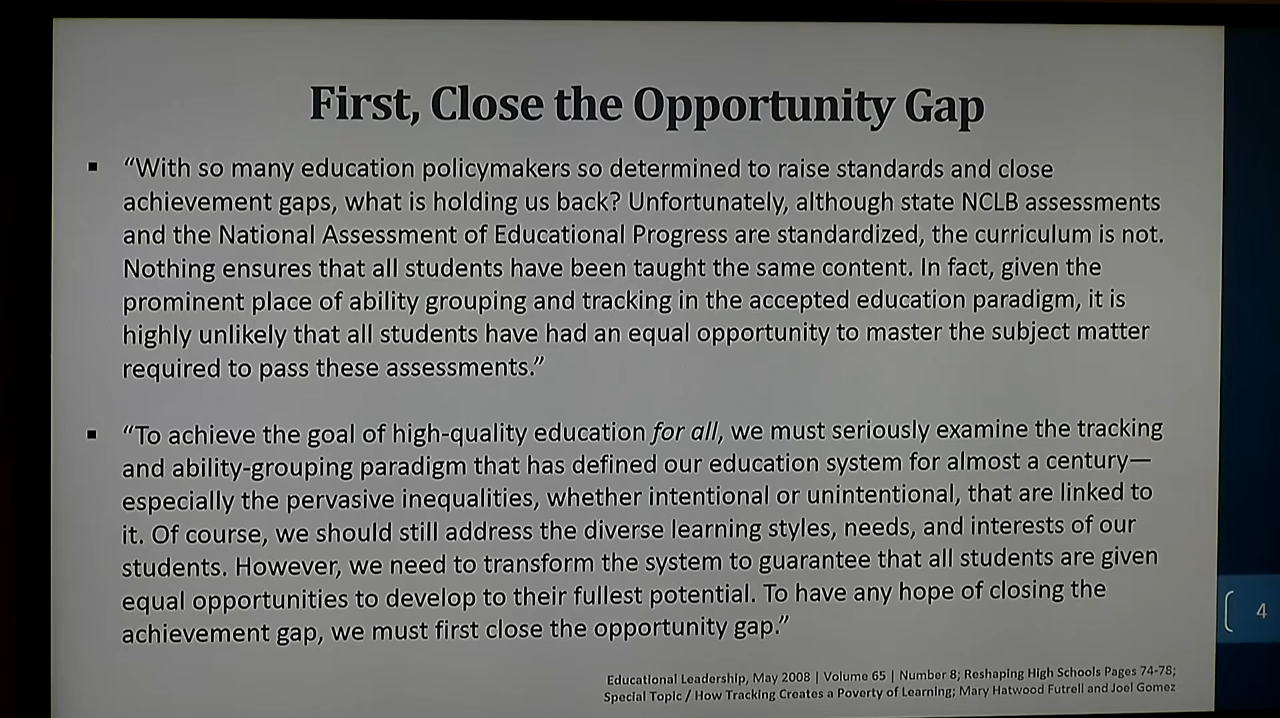 First, Close the Opportunity Gap
▪ “With so many education policymakers so determined to raise standards and close
achievement gaps, what is holding us back? Unfortunately, although state NCLB assessments
and the National Assessment of Educational Progress are standardized, the curriculum is not.
Nothing ensures that all students have been taught the same content. In fact, given the
prominent place of ability grouping and tracking in the accepted education paradigm, it is
highly unlikely that all students have had an equal opportunity to master the subject matter
required to pass these assessments.”
▪ “To achieve the goal of high-quality education for all, we must seriously examine the tracking
and ability-grouping paradigm that has defined our education system for almost a century—
especially the pervasive inequalities, whether intentional or unintentional, that are linked to
it. Of course, we should still address the diverse learning styles, needs, and interests of our
students. However, we need to transform the system to guarantee that all students are given
equal opportunities to develop to their fullest potential. To have any hope of closing the
achievement gap, we must first close the opportunity gap.”
4
Educational Leadership, May 2008 | Volume 65 | Number 8; Reshaping High Schools Pages 74-78;
Special Topic / How Tracking Creates a Poverty of Learning; Mary Hatwood Futrell and Joel Gomez